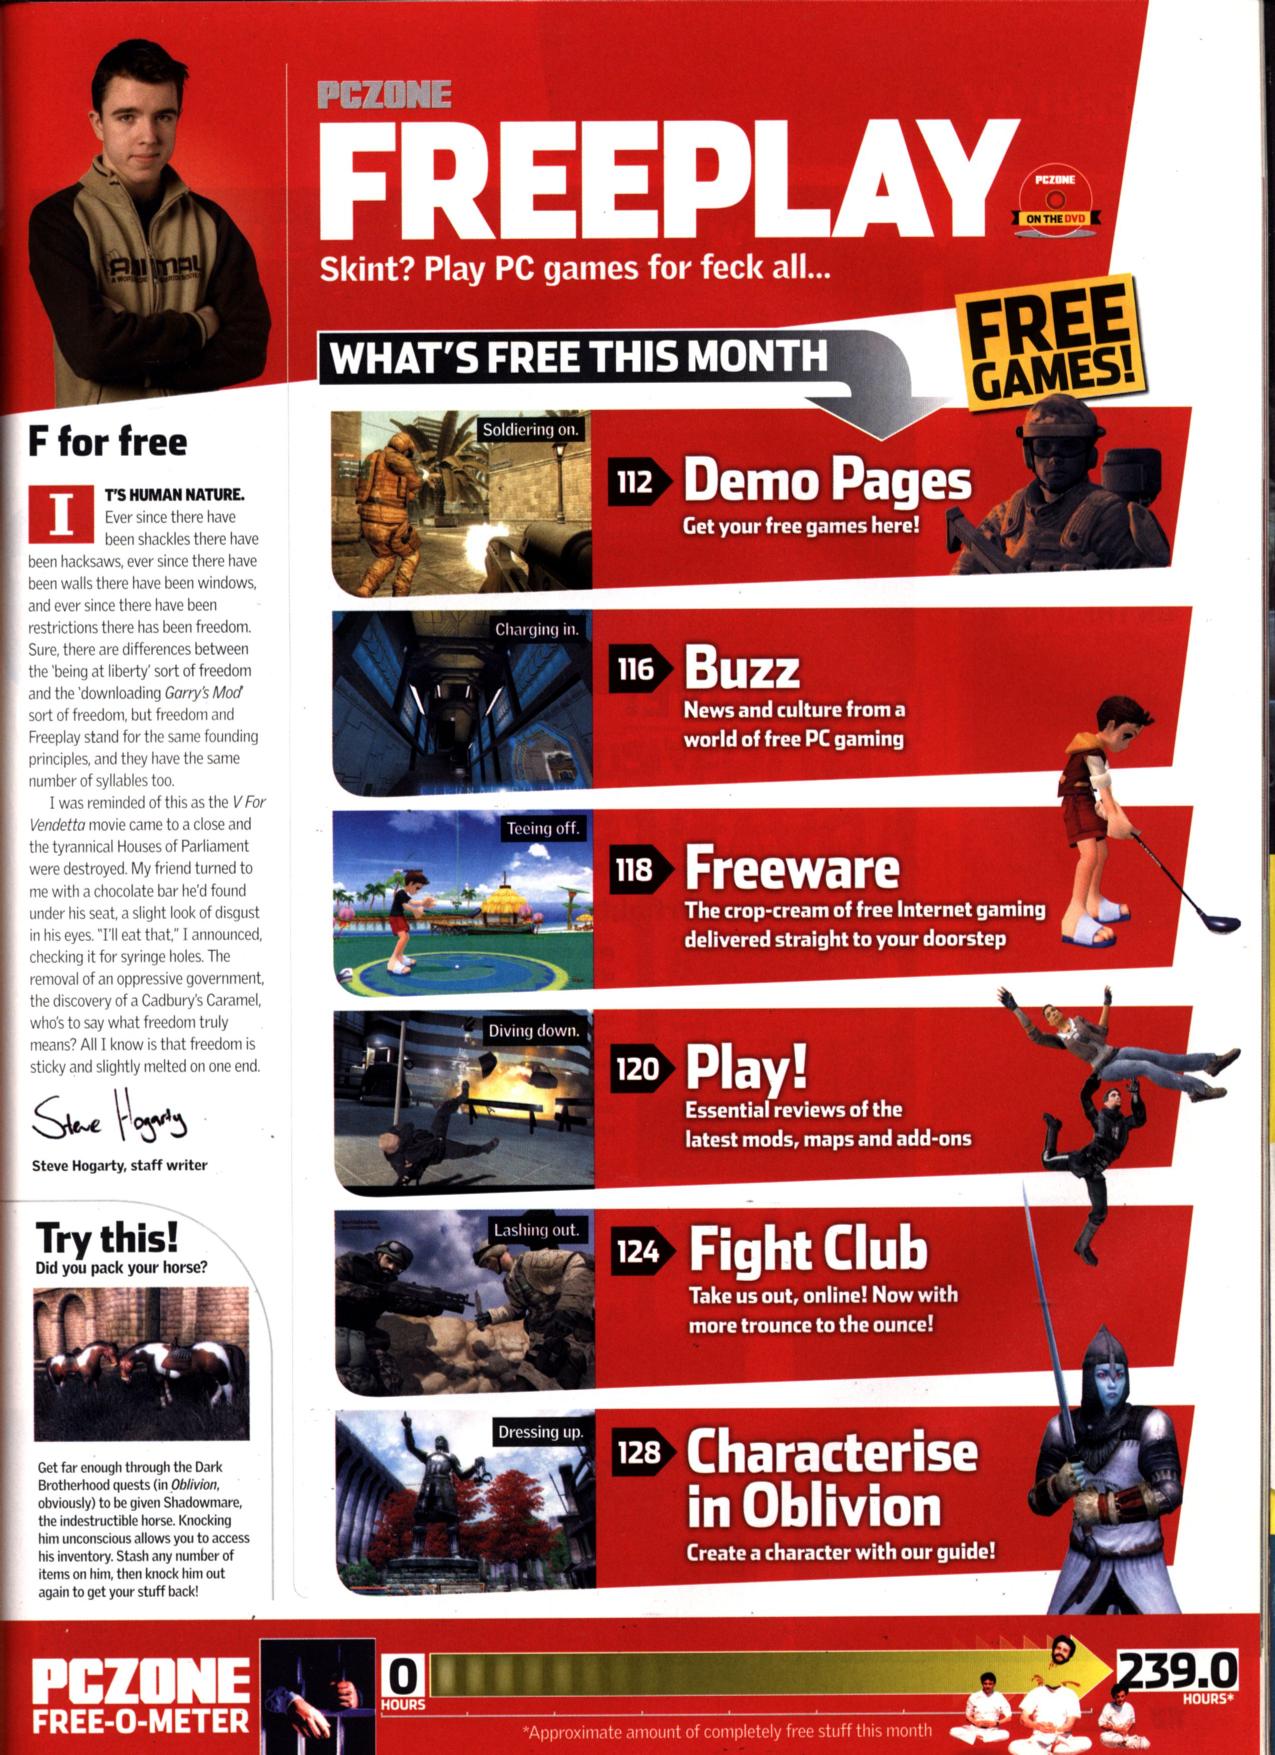 PCZONE
FREEPLAY
Skint? Play PC games for feck all...
PCZONE
ON THE DVD
FREE
GAMES!
WHAT'S FREE THIS MONTH
ANIMAL
F for free
IT'S HUMAN NATURE.
Ever since there have
been shackles there have
been hacksaws, ever since there have
been walls there have been windows,
and ever since there have been
restrictions there has been freedom.
Sure, there are differences between
the 'being at liberty' sort of freedom
and the 'downloading Garry's Mod'
sort of freedom, but freedom and
Freeplay stand for the same founding
principles, and they have the same
number of syllables too.
I was reminded of this as the V For
Vendetta movie came to a close and
the tyrannical Houses of Parliament
were destroyed. My friend turned to
me with a chocolate bar he'd found
under his seat, a slight look of disgust
in his eyes. "I'll eat that," I announced,
checking it for syringe holes. The
removal of an oppressive government,
the discovery of a Cadbury's Caramel,
who's to say what freedom truly
means? All I know is that freedom is
sticky and slightly melted on one end.
Steve Hogarty
Steve Hogarty, staff writer
Try this!
Did you pack your horse?
Get far enough through the Dark
Brotherhood quests (in Oblivion,
obviously) to be given Shadowmare,
the indestructible horse. Knocking
him unconscious allows you to access
his inventory. Stash any number of
items on him, then knock him out
again to get your stuff back!
Soldiering on.
112
Demo Pages
Get your free games here!
Charging in.
116
Buzz
News and culture from a
world of free PC gaming
Teeing off.
118
Freeware
The crop-cream of free Internet gaming
delivered straight to your doorstep
Diving down.
120
Play!
Essential reviews of the
latest mods, maps and add-ons
Lashing out.
124
Fight Club
Take us out, online! Now with
more trounce to the ounce!
Dressing up.
128
Characterise
in Oblivion
Create a character with our guide!
PCZONE
FREE-O-METER
0
HOURS
239.0
HOURS*
*Approximate amount of completely free stuff this month